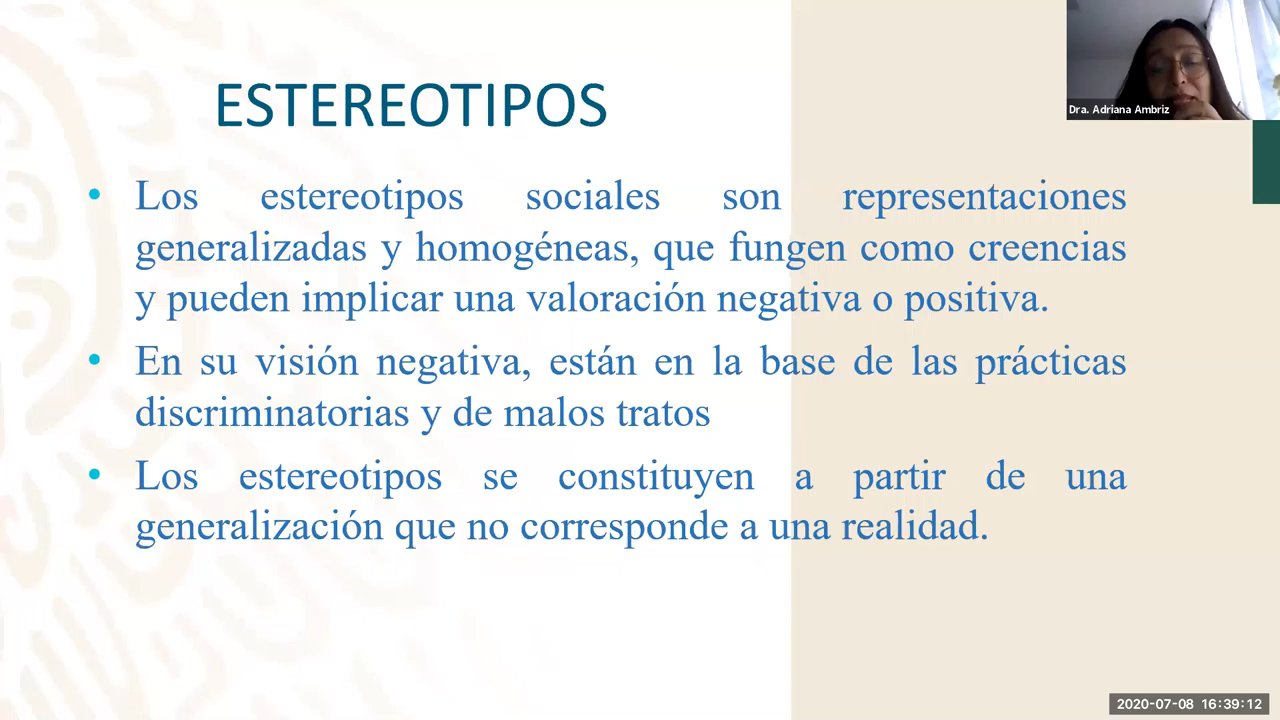 Dra. Adriana Ambriz
ESTEREOTIPOS
• Los estereotipos sociales son representaciones
generalizadas y homogéneas, que fungen como creencias
y pueden implicar una valoración negativa o positiva.
• En su visión negativa, están en la base de las prácticas
discriminatorias y de malos tratos
• Los estereotipos se constituyen a partir de una
generalización que no corresponde a una realidad.
2020-07-08 16:39:12